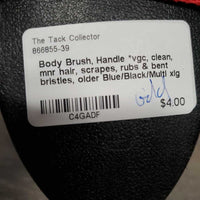 The Tack Collector
866855-39
Body Brush, Handle *vgc, clean,
mnr hair, scrapes, rubs & bent
bristles, older Blue/Black/Multi xlg
odd
$4.00
C4GADF